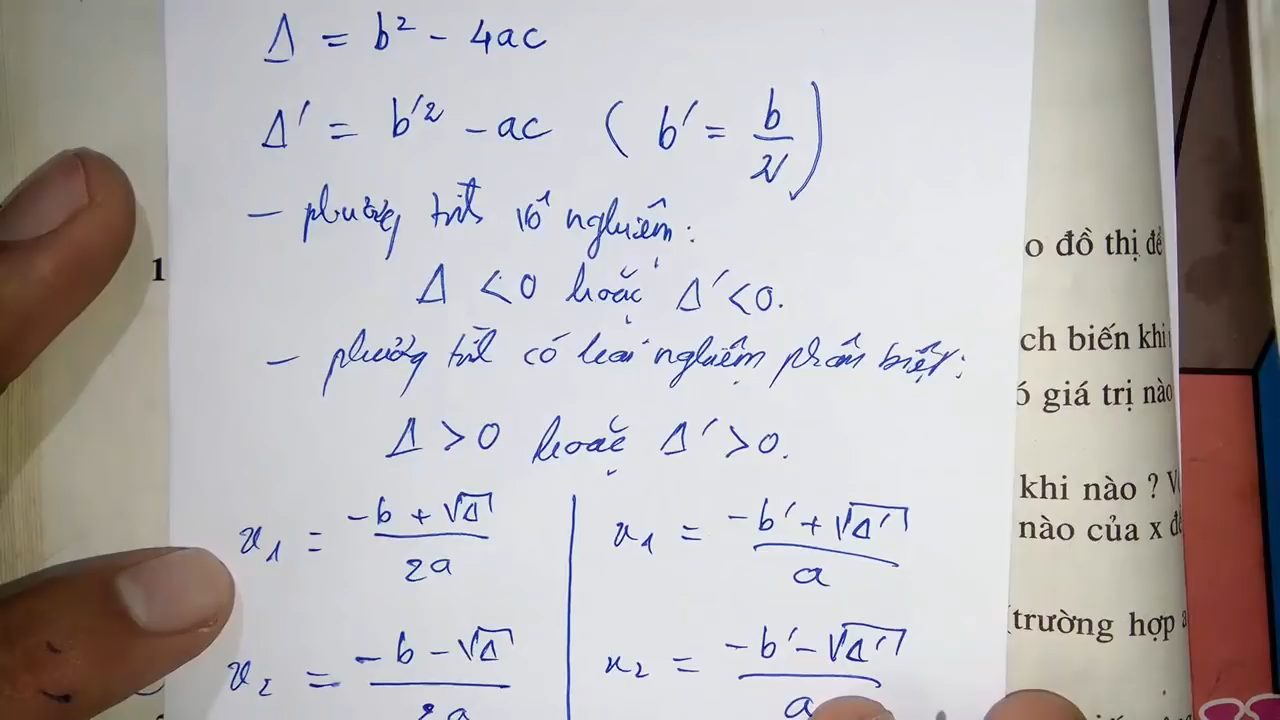 Δ = b² - 4ac
Δ' = b'² - ac ( b' = b/2 )
- phương trình vô nghiệm:
Δ < 0 hoặc Δ' < 0.
- phương trình có hai nghiệm phân biệt:
Δ > 0 hoặc Δ' > 0.
x₁ = (-b + √Δ)/2a
x₁ = (-b' + √Δ')/a
x₂ = (-b - √Δ)/2a
x₂ = (-b' - √Δ')/a
1
o đồ thị để
ch biến khi
ó giá trị nào
khi nào ? V
nào của x để
(trường hợp